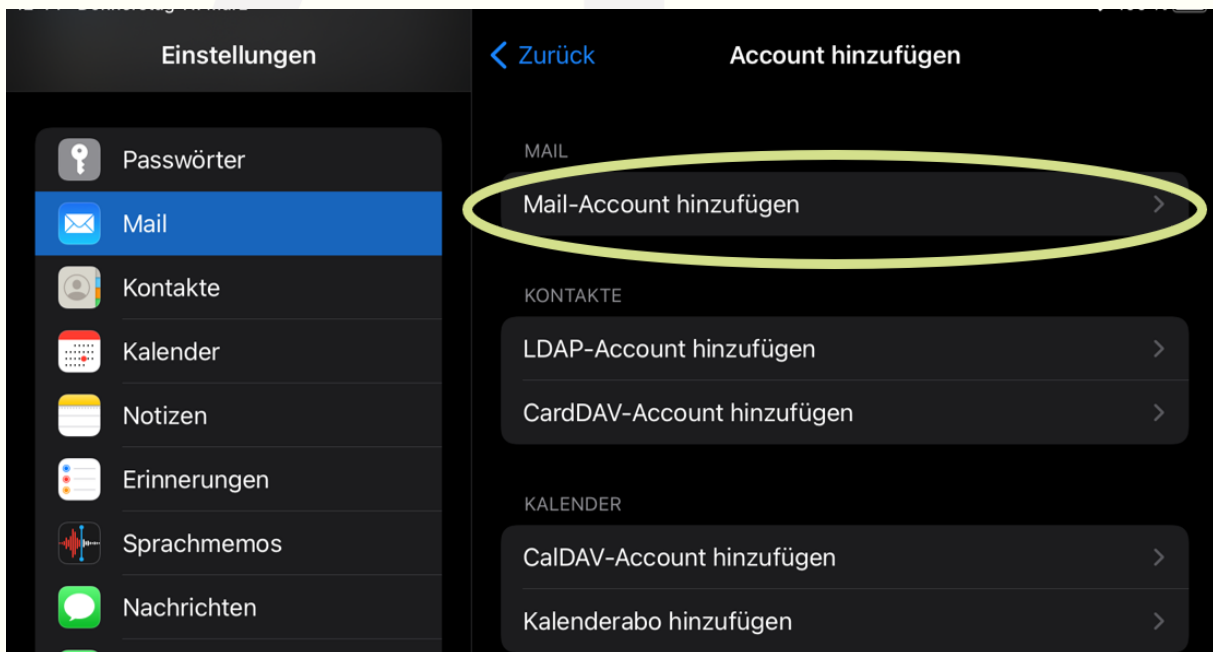 Einstellungen
Zurück
Account hinzufügen
Passwörter
Mail
Kontakte
Kalender
Notizen
Erinnerungen
Sprachmemos
Nachrichten
MAIL
Mail-Account hinzufügen
KONTAKTE
LDAP-Account hinzufügen
CardDAV-Account hinzufügen
KALENDER
CalDAV-Account hinzufügen
Kalenderabo hinzufügen